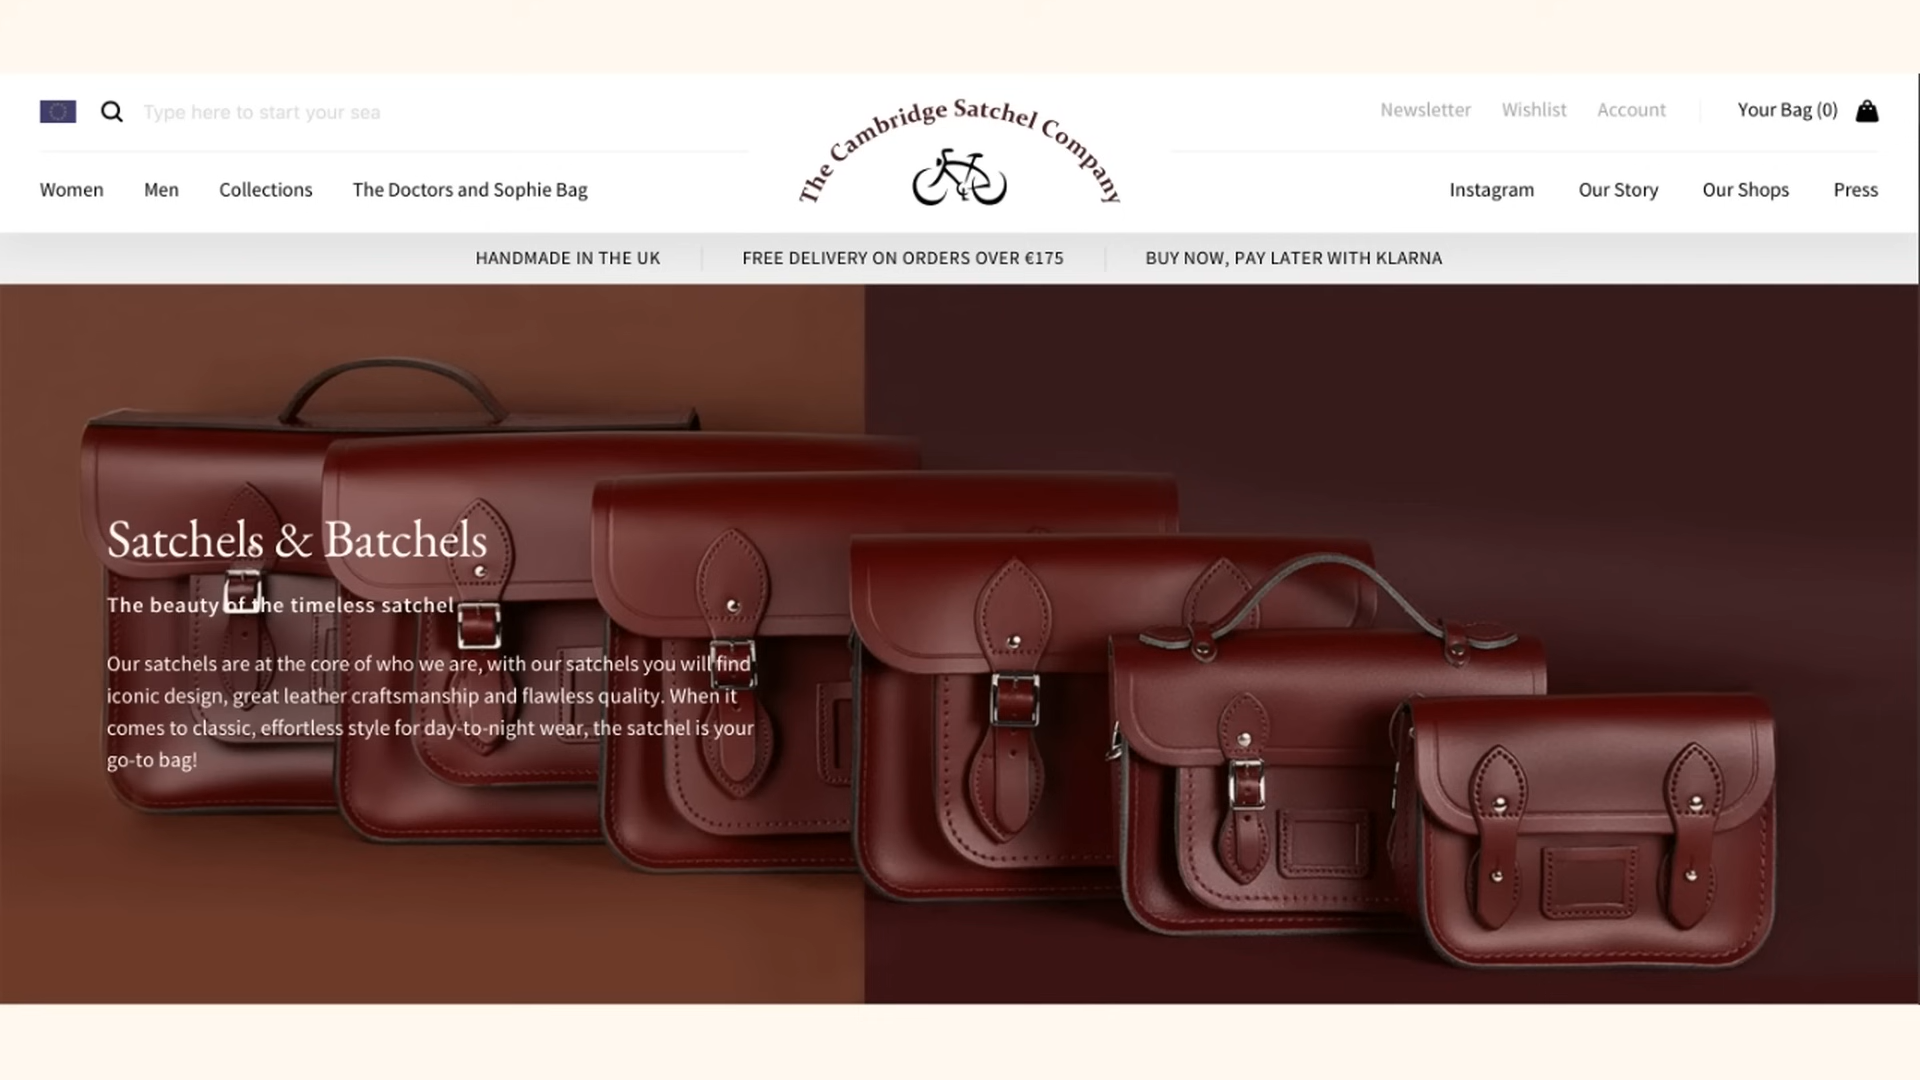 Type here to start your sea
The Cambridge Satchel Company
Newsletter Wishlist Account Your Bag (0)
Women Men Collections The Doctors and Sophie Bag
Instagram Our Story Our Shops Press
HANDMADE IN THE UK FREE DELIVERY ON ORDERS OVER €175 BUY NOW, PAY LATER WITH KLARNA
Satchels & Batchels
The beauty of the timeless satchel
Our satchels are at the core of who we are, with our satchels you will find
iconic design, great leather craftsmanship and flawless quality. When it
comes to classic, effortless style for day-to-night wear, the satchel is your
go-to bag!